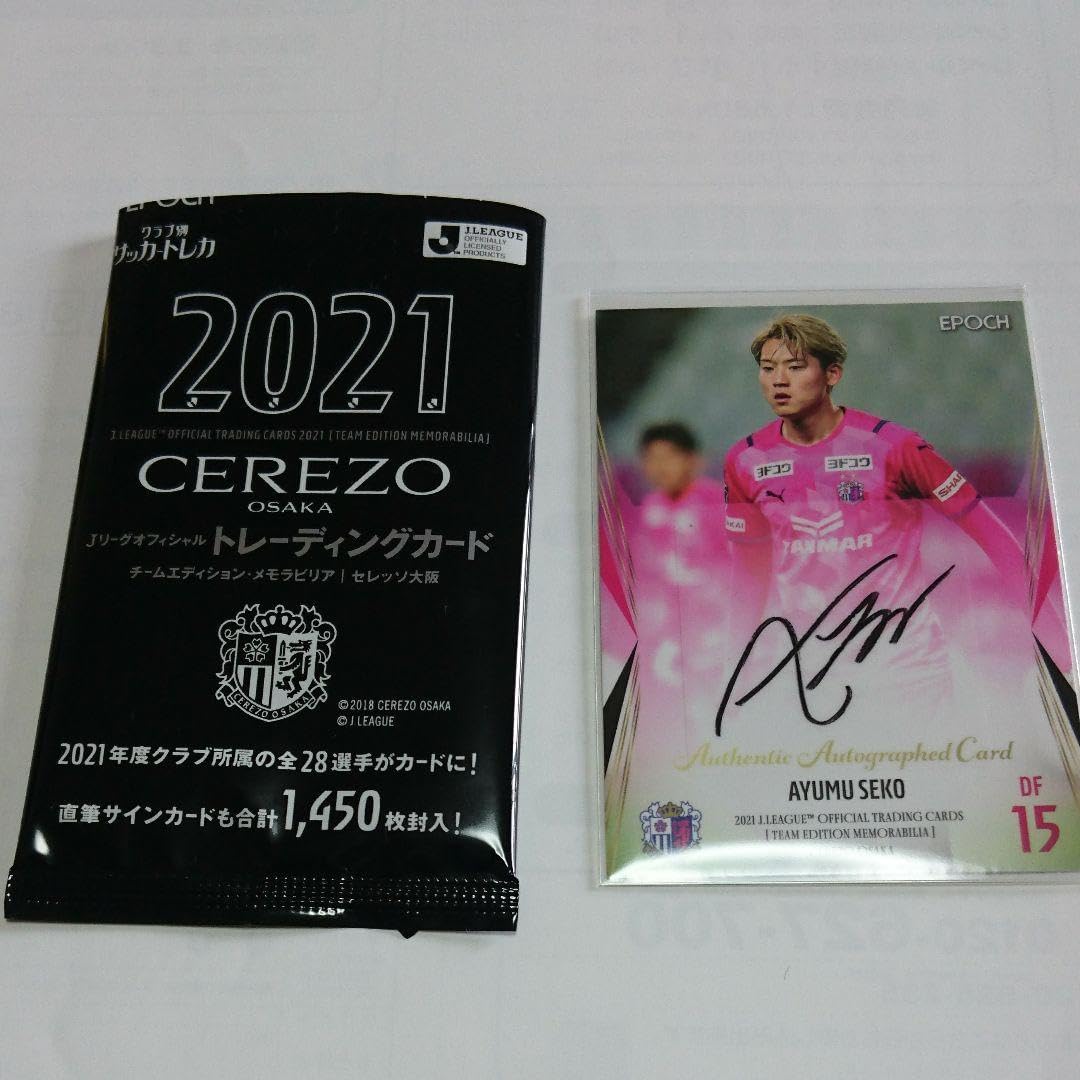 EPOCH
クラブ別
サッカートレカ
J.LEAGUE
OFFICIALLY
LICENSED
PRODUCTS
2021
J.LEAGUE™ OFFICIAL TRADING CARDS 2021 [TEAM EDITION MEMORABILIA]
CEREZO
OSAKA
Jリーグオフィシャル トレーディングカード
チームエディション・メモラビリア | セレッソ大阪
CEREZO OSAKA
©2018 CEREZO OSAKA
© J LEAGUE
2021年度クラブ所属の全28選手がカードに!
直筆サインカードも合計1,450枚封入!
EPOCH
ヨドコウ ヨドコウ
YANMAR
Authentic Autographed Card
AYUMU SEKO
DF
15
2021 J.LEAGUE™ OFFICIAL TRADING CARDS
[TEAM EDITION MEMORABILIA]
OSAKA